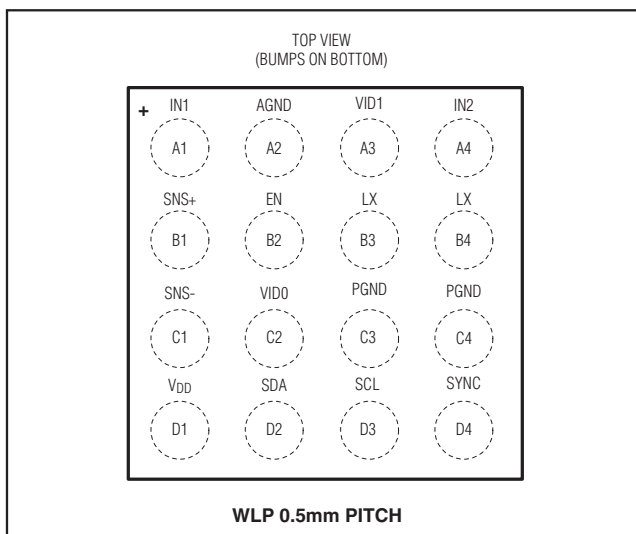 TOP VIEW
(BUMPS ON BOTTOM)
+ IN1 AGND VID1 IN2
A1 A2 A3 A4
SNS+ EN LX LX
B1 B2 B3 B4
SNS- VID0 PGND PGND
C1 C2 C3 C4
VDD SDA SCL SYNC
D1 D2 D3 D4
WLP 0.5mm PITCH